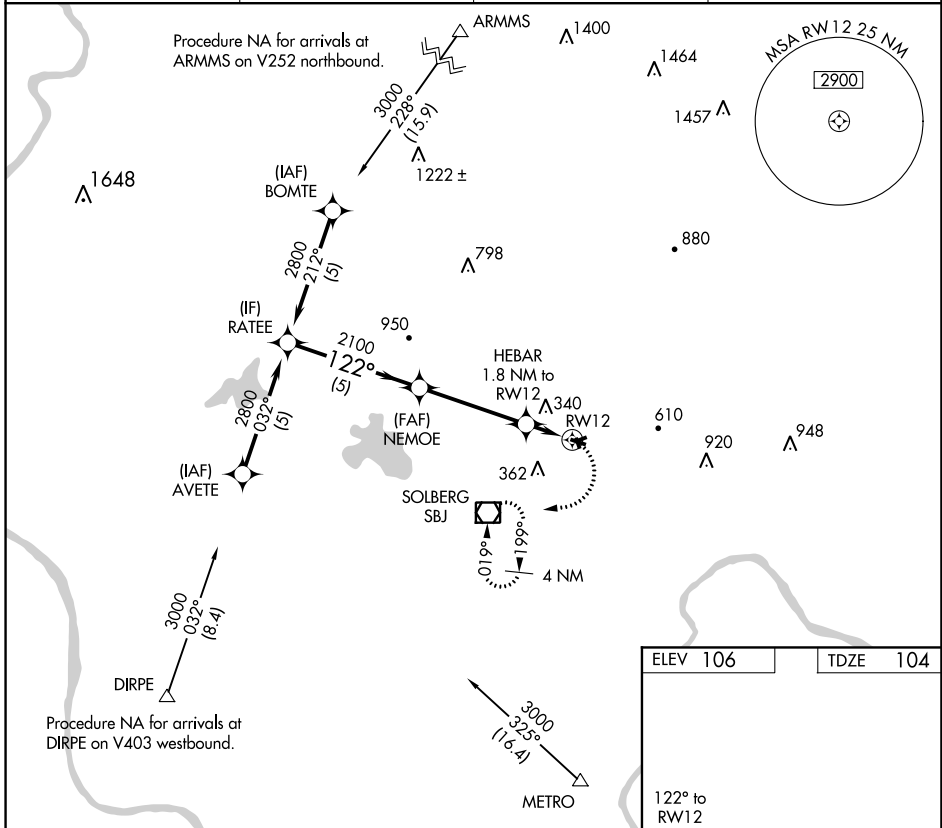 Procedure NA for arrivals at
ARMMS on V252 northbound.
ARMMS
1400
1464
1457
MSA RW12 25 NM
2900
3000
228°
(15.9)
1222 ±
1648
(IAF)
BOMTE
2800
212°
(5)
798
880
(IF)
RATEE
950
2100
122°
(5)
HEBAR
1.8 NM to
RW12
340
RW12
610
920
948
(FAF)
NEMOE
2800
032°
(5)
(IAF)
AVETE
362
SOLBERG
SBJ
019°
199°
4 NM
3000
032°
(8.4)
DIRPE
Procedure NA for arrivals at
DIRPE on V403 westbound.
3000
325°
(16.4)
METRO
ELEV 106
TDZE 104
122° to
RW12